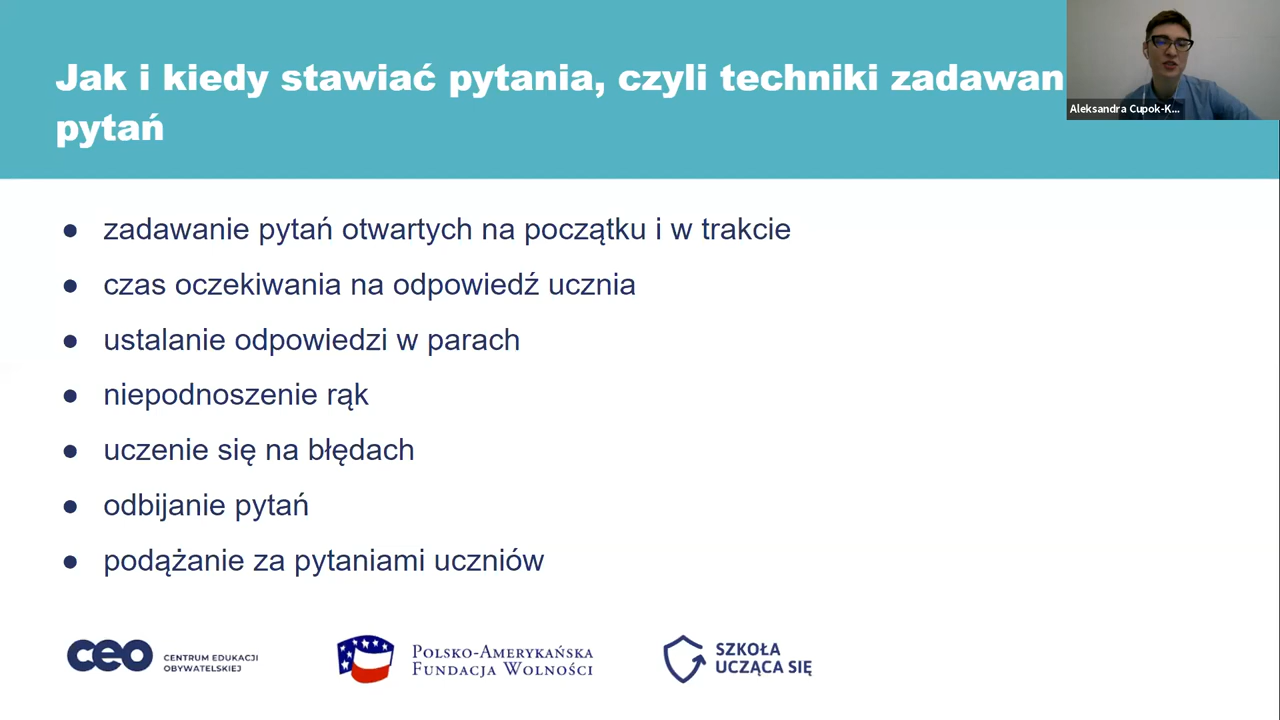 Jak i kiedy stawiać pytania, czyli techniki zadawan
pytań
Aleksandra Cupok-K...
● zadawanie pytań otwartych na początku i w trakcie
● czas oczekiwania na odpowiedź ucznia
● ustalanie odpowiedzi w parach
● niepodnoszenie rąk
● uczenie się na błędach
● odbijanie pytań
● podążanie za pytaniami uczniów
ceo CENTRUM EDUKACJI
OBYWATELSKIEJ
POLSKO-AMERYKAŃSKA
FUNDACJA WOLNOŚCI
SZKOŁA
UCZĄCA SIĘ